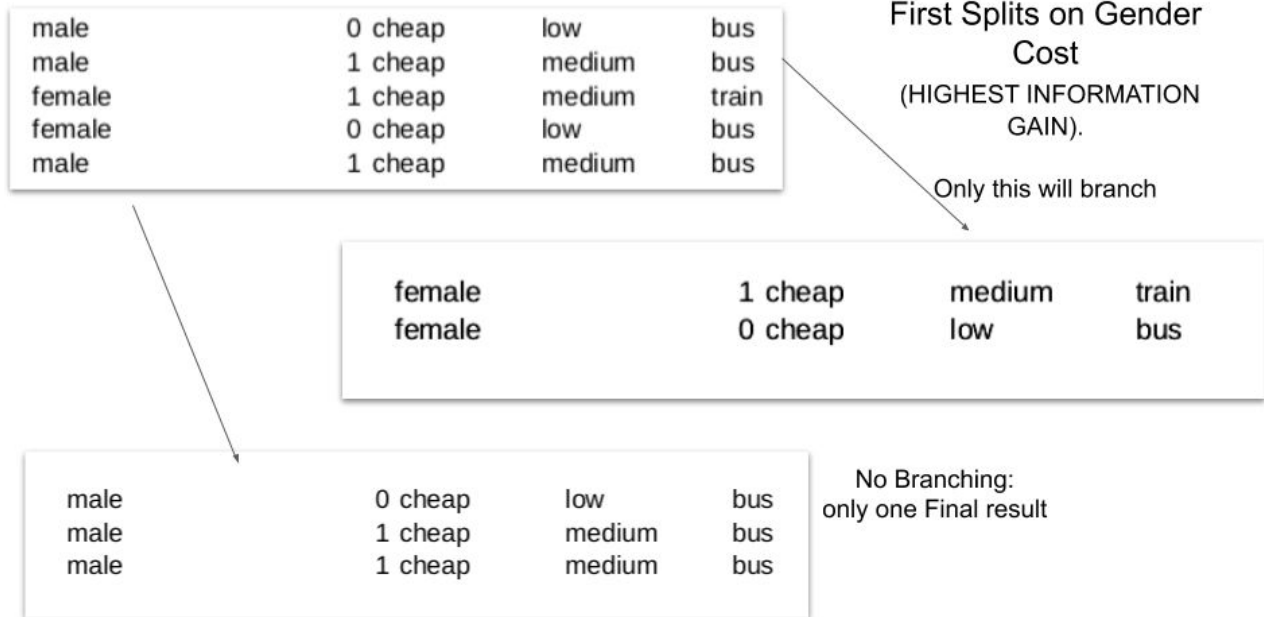 male 0 cheap low bus
male 1 cheap medium bus
female 1 cheap medium train
female 0 cheap low bus
male 1 cheap medium bus
First Splits on Gender
Cost
(HIGHEST INFORMATION
GAIN).
Only this will branch
female 1 cheap medium train
female 0 cheap low bus
male 0 cheap low bus
male 1 cheap medium bus
male 1 cheap medium bus
No Branching:
only one Final result